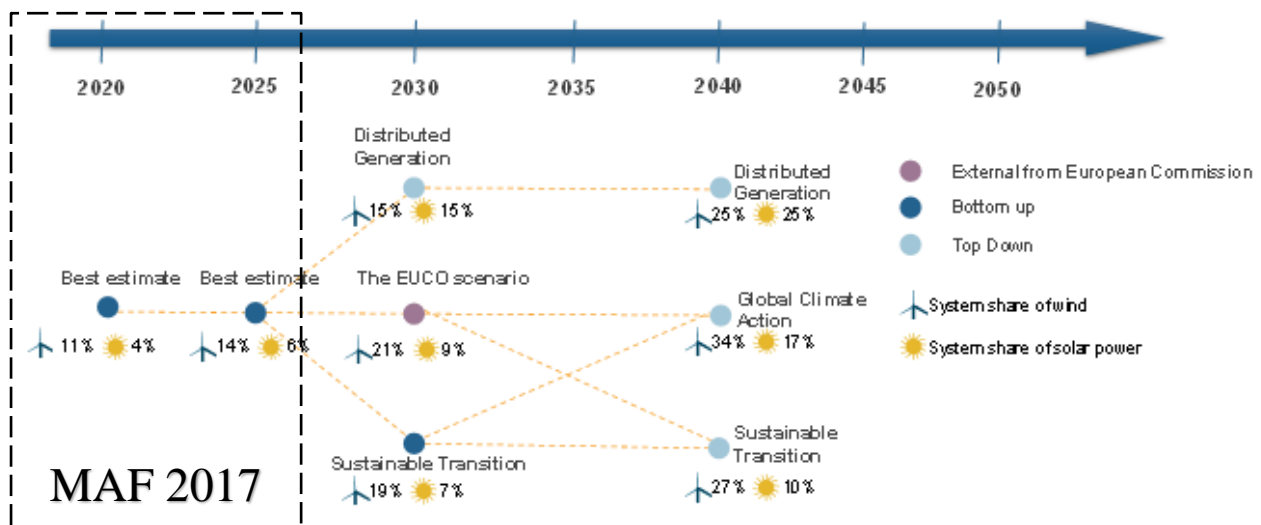 2020 2025 2030 2035 2040 2045 2050
Distributed
Generation
15% 15%
Distributed
Generation
25% 25%
External from European Commission
Bottom up
Top Down
Best estimate
11% 4%
Best estimate
14% 6%
The EUCO scenario
21% 9%
Global Climate
Action
34% 17%
System share of wind
System share of solar power
Sustainable Transition
19% 7%
Sustainable
Transition
27% 10%
MAF 2017